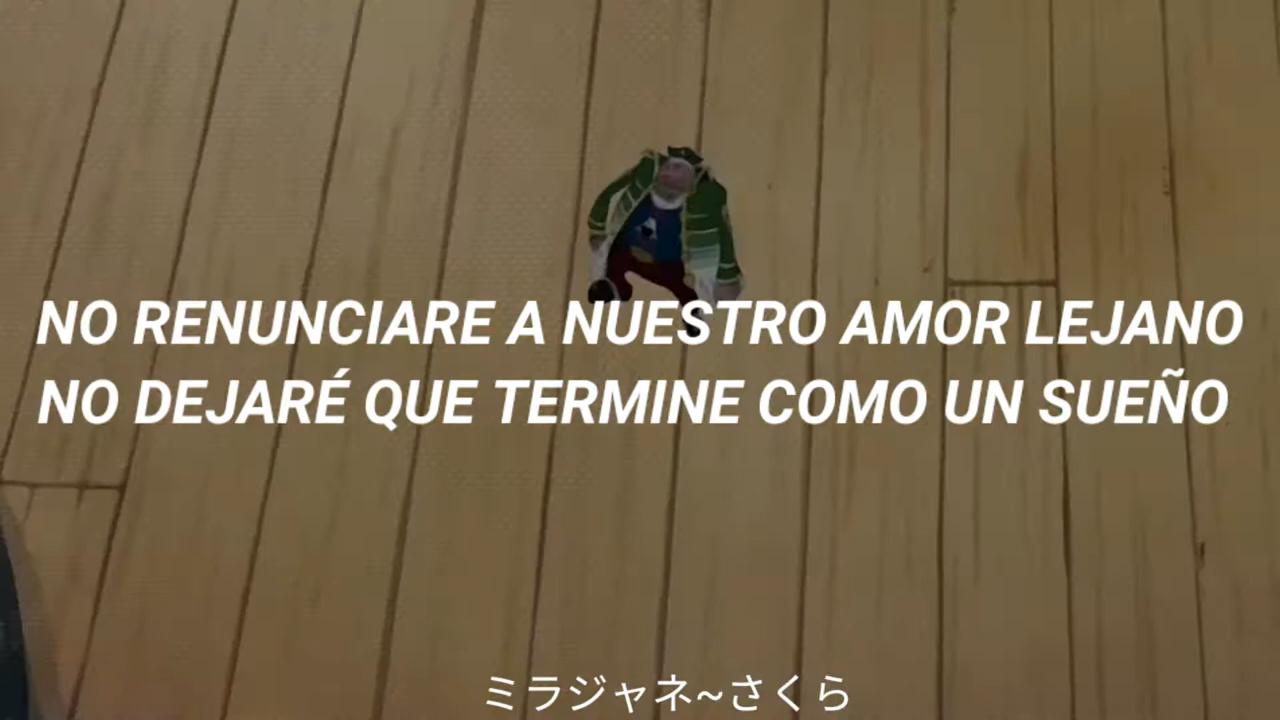 NO RENUNCIARE A NUESTRO AMOR LEJANO
NO DEJARÉ QUE TERMINE COMO UN SUEÑO
ミラジャネ~さくら